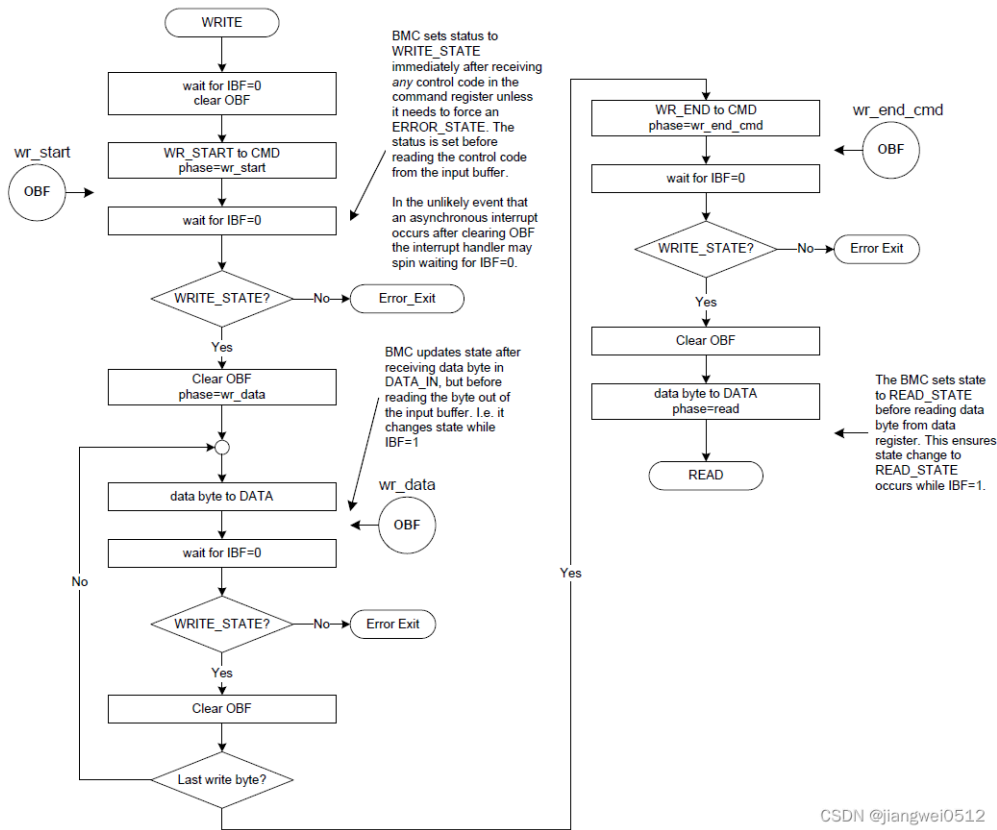 WRITE
wait for IBF=0
clear OBF
WR_START to CMD
phase=wr_start
wr_start
OBF
wait for IBF=0
BMC sets status to
WRITE_STATE
immediately after receiving
any control code in the
command register unless
it needs to force an
ERROR_STATE. The
status is set before
reading the control code
from the input buffer.
In the unlikely event that
an asynchronous interrupt
occurs after clearing OBF
the interrupt handler may
spin waiting for IBF=0.
WRITE_STATE?
No
Error_Exit
Yes
Clear OBF
phase=wr_data
BMC updates state after
receiving data byte in
DATA_IN, but before
reading the byte out of
the input buffer. I.e. it
changes state while
IBF=1
data byte to DATA
wr_data
OBF
wait for IBF=0
No
WRITE_STATE?
No
Error Exit
Yes
Clear OBF
Last write byte?
Yes
WR_END to CMD
phase=wr_end_cmd
wr_end_cmd
OBF
wait for IBF=0
WRITE_STATE?
No
Error Exit
Yes
Clear OBF
data byte to DATA
phase=read
The BMC sets state
to READ_STATE
before reading data
byte from data
register. This ensures
state change to
READ_STATE
occurs while IBF=1.
READ
CSDN @jiangwei0512